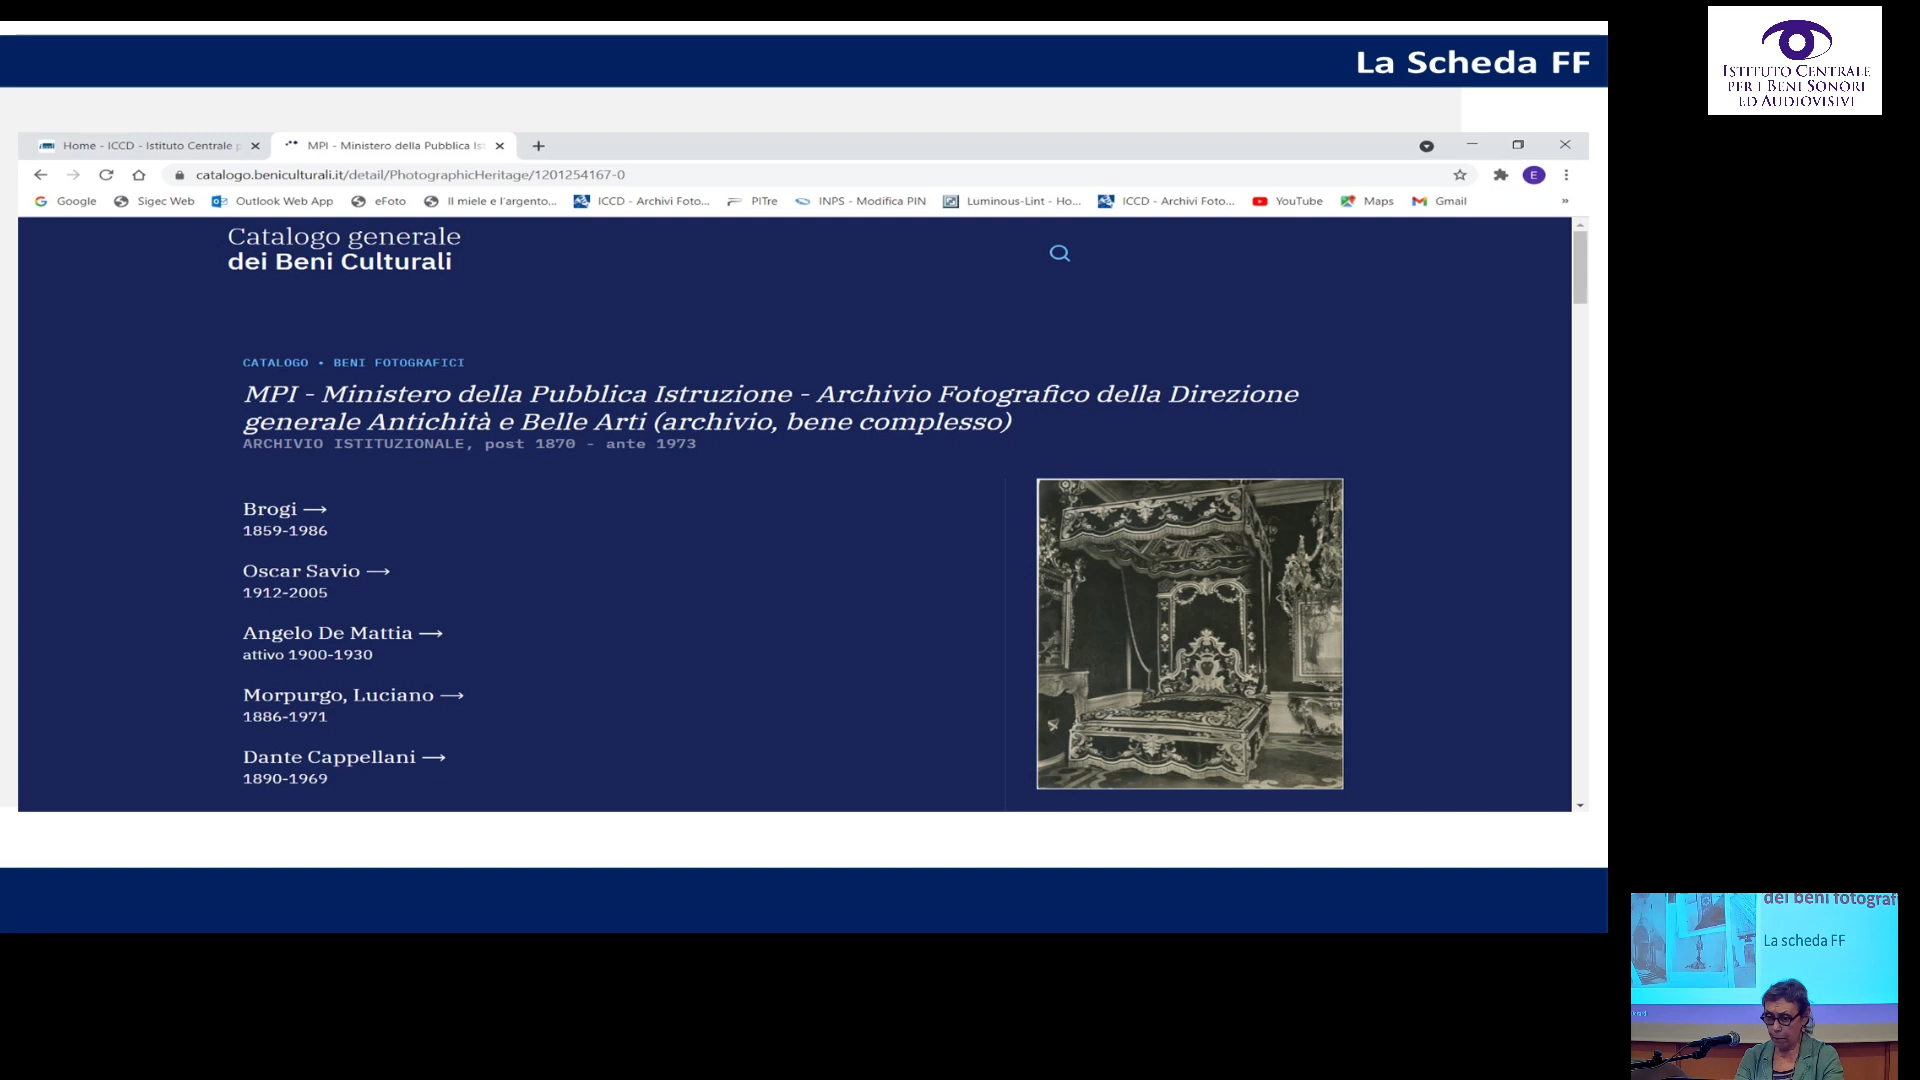 La Scheda FF
ISTITUTO CENTRALE
PER I BENI SONORI
ED AUDIOVISIVI
Home - ICCD - Istituto Centrale p
MPI - Ministero della Pubblica Is
catalogo.beniculturali.it/detail/PhotographicHeritage/1201254167-0
E
Google
Sigec Web
Outlook Web App
eFoto
Il miele e l'argento...
ICCD - Archivi Foto...
PITre
INPS - Modifica PIN
Luminous-Lint - Ho...
ICCD - Archivi Foto...
YouTube
Maps
Gmail
»
Catalogo generale
dei Beni Culturali
CATALOGO • BENI FOTOGRAFICI
MPI - Ministero della Pubblica Istruzione - Archivio Fotografico della Direzione
generale Antichità e Belle Arti (archivio, bene complesso)
ARCHIVIO ISTITUZIONALE, post 1870 - ante 1973
Brogi →
1859-1986
Oscar Savio →
1912-2005
Angelo De Mattia →
attivo 1900-1930
Morpurgo, Luciano →
1886-1971
Dante Cappellani →
1890-1969
dei beni fotograf
La scheda FF